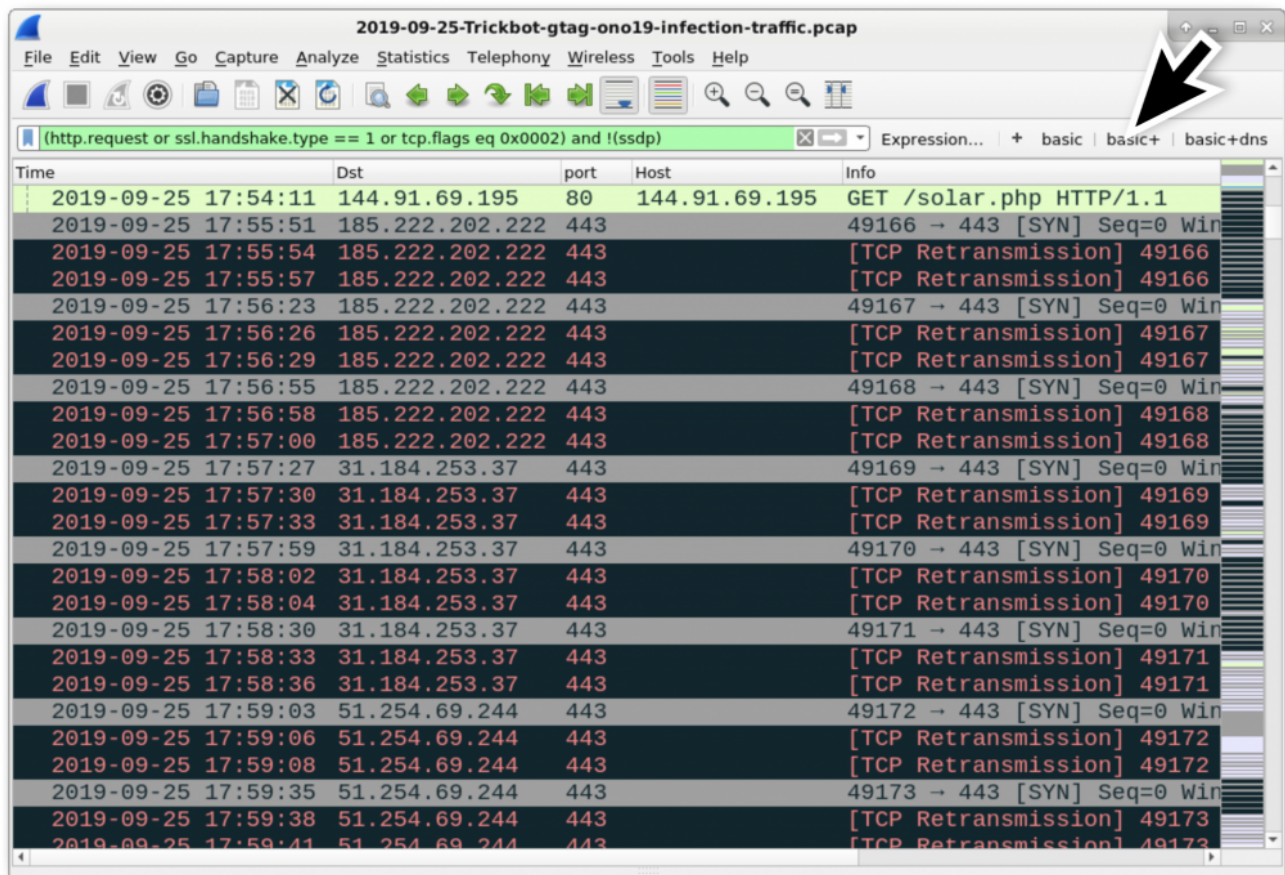 2019-09-25-Trickbot-gtag-ono19-infection-traffic.pcap
File Edit View Go Capture Analyze Statistics Telephony Wireless Tools Help
(http.request or ssl.handshake.type == 1 or tcp.flags eq 0x0002) and !(ssdp) Expression... + basic | basic+ | basic+dns
Time Dst port Host Info
2019-09-25 17:54:11 144.91.69.195 80 144.91.69.195 GET /solar.php HTTP/1.1
2019-09-25 17:55:51 185.222.202.222 443 49166 → 443 [SYN] Seq=0 Win
2019-09-25 17:55:54 185.222.202.222 443 [TCP Retransmission] 49166
2019-09-25 17:55:57 185.222.202.222 443 [TCP Retransmission] 49166
2019-09-25 17:56:23 185.222.202.222 443 49167 → 443 [SYN] Seq=0 Win
2019-09-25 17:56:26 185.222.202.222 443 [TCP Retransmission] 49167
2019-09-25 17:56:29 185.222.202.222 443 [TCP Retransmission] 49167
2019-09-25 17:56:55 185.222.202.222 443 49168 → 443 [SYN] Seq=0 Win
2019-09-25 17:56:58 185.222.202.222 443 [TCP Retransmission] 49168
2019-09-25 17:57:00 185.222.202.222 443 [TCP Retransmission] 49168
2019-09-25 17:57:27 31.184.253.37 443 49169 → 443 [SYN] Seq=0 Win
2019-09-25 17:57:30 31.184.253.37 443 [TCP Retransmission] 49169
2019-09-25 17:57:33 31.184.253.37 443 [TCP Retransmission] 49169
2019-09-25 17:57:59 31.184.253.37 443 49170 → 443 [SYN] Seq=0 Win
2019-09-25 17:58:02 31.184.253.37 443 [TCP Retransmission] 49170
2019-09-25 17:58:04 31.184.253.37 443 [TCP Retransmission] 49170
2019-09-25 17:58:30 31.184.253.37 443 49171 → 443 [SYN] Seq=0 Win
2019-09-25 17:58:33 31.184.253.37 443 [TCP Retransmission] 49171
2019-09-25 17:58:36 31.184.253.37 443 [TCP Retransmission] 49171
2019-09-25 17:59:03 51.254.69.244 443 49172 → 443 [SYN] Seq=0 Win
2019-09-25 17:59:06 51.254.69.244 443 [TCP Retransmission] 49172
2019-09-25 17:59:08 51.254.69.244 443 [TCP Retransmission] 49172
2019-09-25 17:59:35 51.254.69.244 443 49173 → 443 [SYN] Seq=0 Win
2019-09-25 17:59:38 51.254.69.244 443 [TCP Retransmission] 49173
2019-09-25 17:59:41 51.254.69.244 443 [TCP Retransmission] 49173